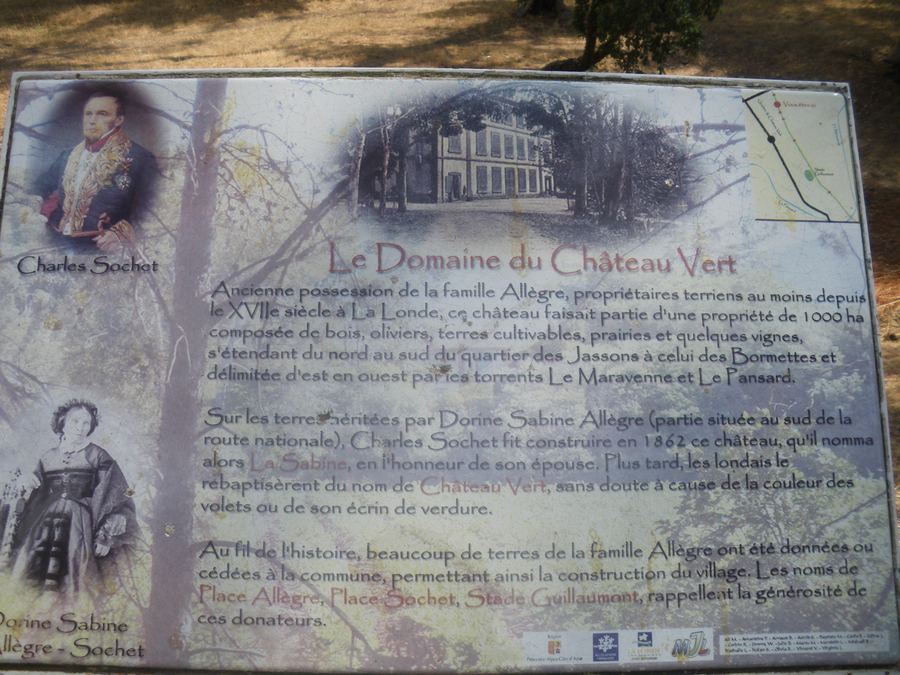 Charles Sochet
Le Domaine du Château Vert
Ancienne possession de la famille Allègre, propriétaires terriens au moins depuis
le XVIIe siècle à La Londe, ce château faisait partie d'une propriété de 1000 ha
composée de bois, oliviers, terres cultivables, prairies et quelques vignes,
s'étendant du nord au sud du quartier des Jassons à celui des Bormettes et
délimitée d'est en ouest par les torrents Le Maravenne et Le Pansard.
Sur les terres héritées par Dorine Sabine Allègre (partie située au sud de la
route nationale), Charles Sochet fit construire en 1862 ce château, qu'il nomma
alors La Sabine, en l'honneur de son épouse. Plus tard, les londais le
rebaptisèrent du nom de Château Vert, sans doute à cause de la couleur des
volets ou de son écrin de verdure.
Au fil de l'histoire, beaucoup de terres de la famille Allègre ont été données ou
cédées à la commune, permettant ainsi la construction du village. Les noms de
Place Allègre, Place Sochet, Stade Guillaumont, rappellent la générosité de
ces donateurs.
Dorine Sabine
Allègre - Sochet
Région
Provence-Alpes-Côte d'Azur
MJL